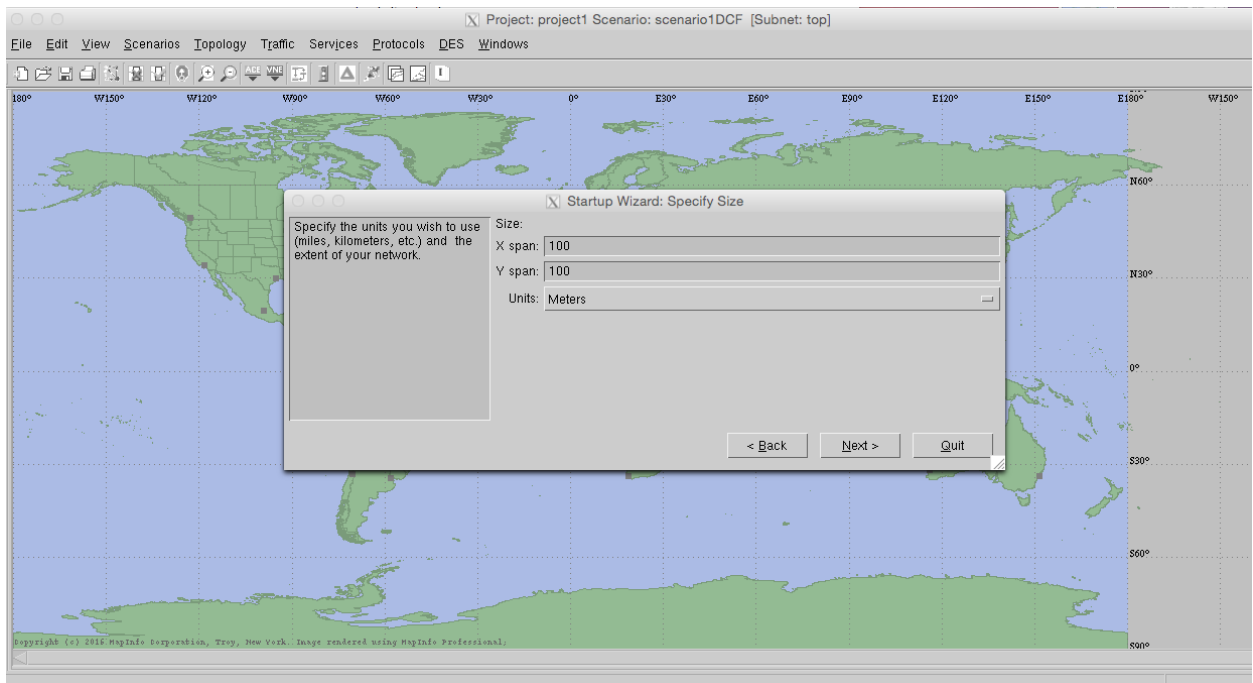 Project: project1 Scenario: scenario1DCF [Subnet: top]
File Edit View Scenarios Topology Traffic Services Protocols DES Windows
ACE VNE
180° W150° W120° W90° W60° W30° 0° E30° E60° E90° E120° E150° E180° W150°
N60°
Startup Wizard: Specify Size
Specify the units you wish to use
(miles, kilometers, etc.) and the
extent of your network.
Size:
X span: 100
Y span: 100
Units: Meters
N30°
0°
< Back Next > Quit
S30°
S60°
Copyright (c) 2016 MapInfo Corporation, Troy, New York. Image rendered using MapInfo Professional;
S90°